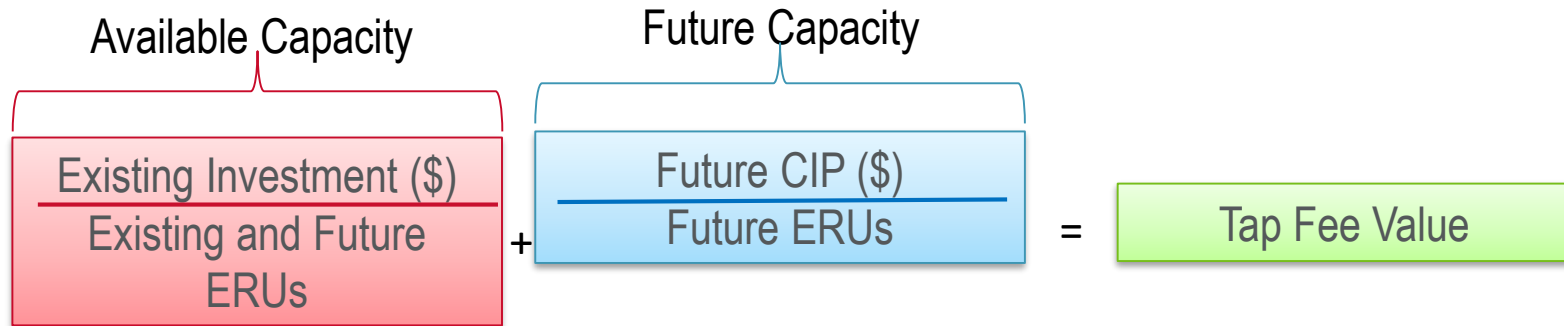 Available Capacity
Future Capacity
Existing Investment ($)
Existing and Future
ERUs
+
Future CIP ($)
Future ERUs
=
Tap Fee Value